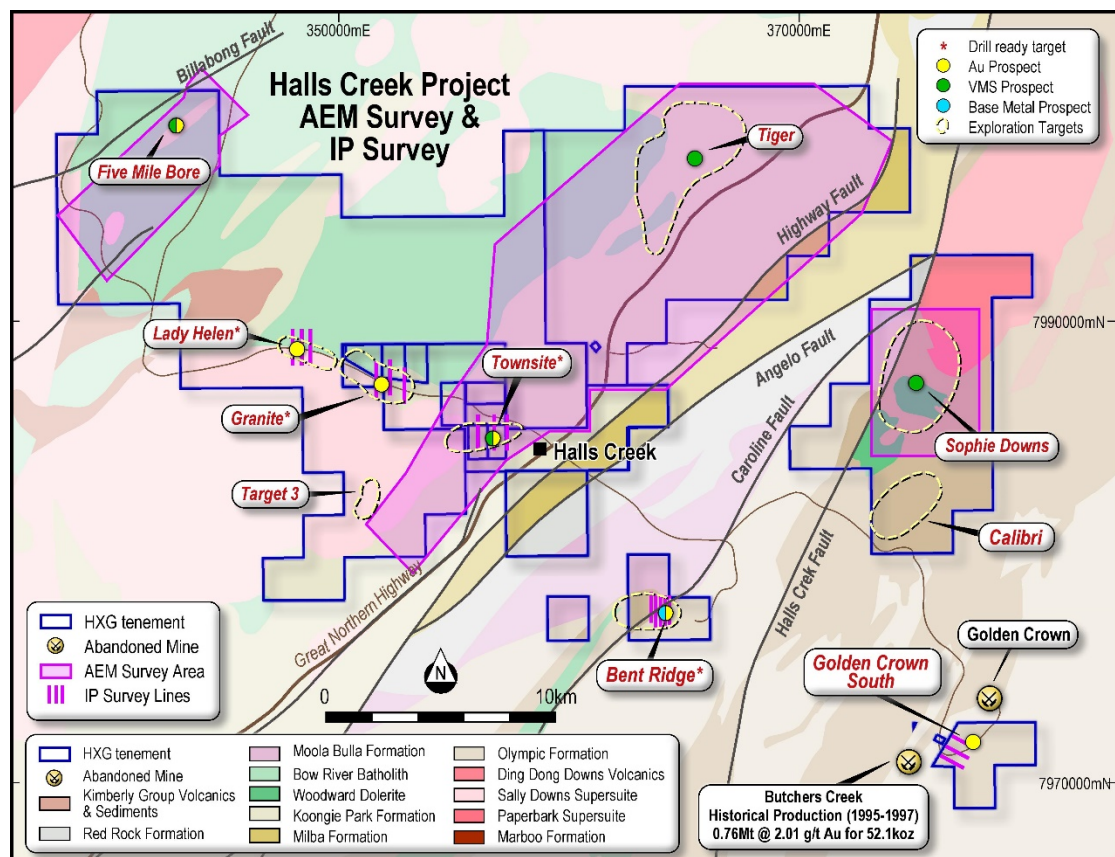 350000mE
370000mE
Billabong Fault
Halls Creek Project
AEM Survey &
IP Survey
* Drill ready target
Au Prospect
VMS Prospect
Base Metal Prospect
Exploration Targets
Five Mile Bore
Tiger
Highway Fault
7990000mN
Lady Helen*
Townsite*
Angelo Fault
Granite*
Caroline Fault
Halls Creek
Sophie Downs
Target 3
Calibri
Great Northern Highway
Halls Crek Fault
HXG tenement
Abandoned Mine
AEM Survey Area
IP Survey Lines
N
0
10km
Bent Ridge*
Golden Crown
Golden Crown
South
HXG tenement
Abandoned Mine
Kimberly Group Volcanics
& Sediments
Red Rock Formation
Moola Bulla Formation
Bow River Batholith
Woodward Dolerite
Koongie Park Formation
Milba Formation
Olympic Formation
Ding Dong Downs Volcanics
Sally Downs Supersuite
Paperbark Supersuite
Marboo Formation
7970000mN
Butchers Creek
Historical Production (1995-1997)
0.76Mt @ 2.01 g/t Au for 52.1koz